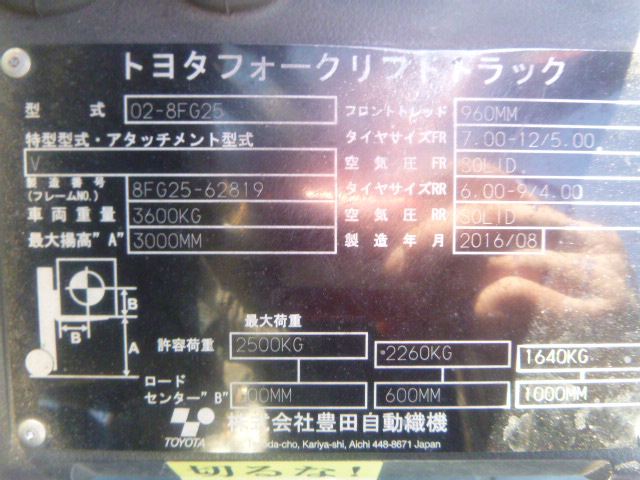 トヨタフォークリフトトラック
型式 02-8FG25 フロントトレッド 960MM
特型型式・アタッチメント型式 タイヤサイズFR 7.00-12/5.00
V 空気圧FR SOLID
製造番号(フレームNO.) 8FG25-62819 タイヤサイズRR 6.00-9/4.00
車両重量 3600KG 空気圧RR SOLID
最大揚高"A" 3000MM 製造年月 2016/08
B
B A
最大荷重
許容荷重 2500KG 2260KG 1640KG
ロード
センター"B" 600MM 1000MM
株式会社豊田自動織機
TOYOTA Kariya-shi, Aichi 448-8671 Japan
切るな!